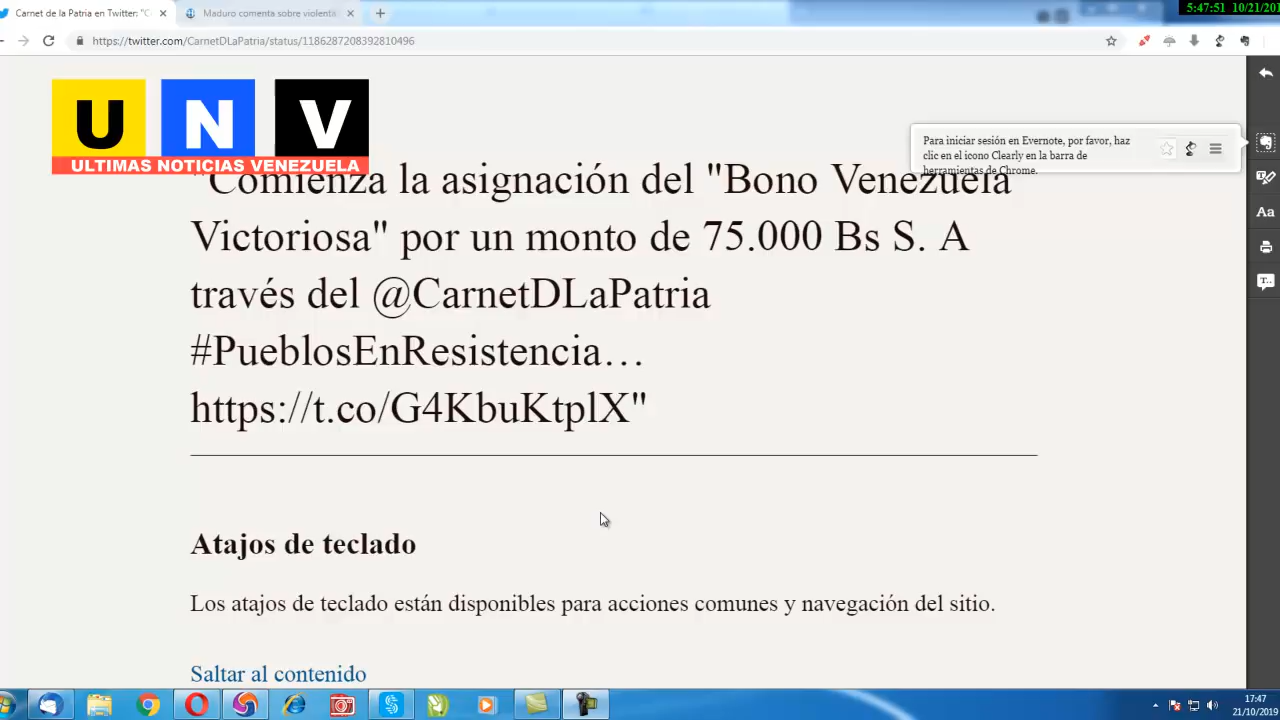 Carnet de la Patria en Twitter: "C
Maduro comenta sobre violenta
5:47:51 10/21/201
https://twitter.com/CarnetDLaPatria/status/1186287208392810496
U N V
ULTIMAS NOTICIAS VENEZUELA
Para iniciar sesión en Evernote, por favor, haz
clic en el icono Clearly en la barra de
herramientas de Chrome.
"Comienza la asignación del "Bono Venezuela
Victoriosa" por un monto de 75.000 Bs S. A
través del @CarnetDLaPatria
#PueblosEnResistencia…
https://t.co/G4KbuKtplX"
Aa
T..
Atajos de teclado
Los atajos de teclado están disponibles para acciones comunes y navegación del sitio.
Saltar al contenido
17:47
21/10/2019